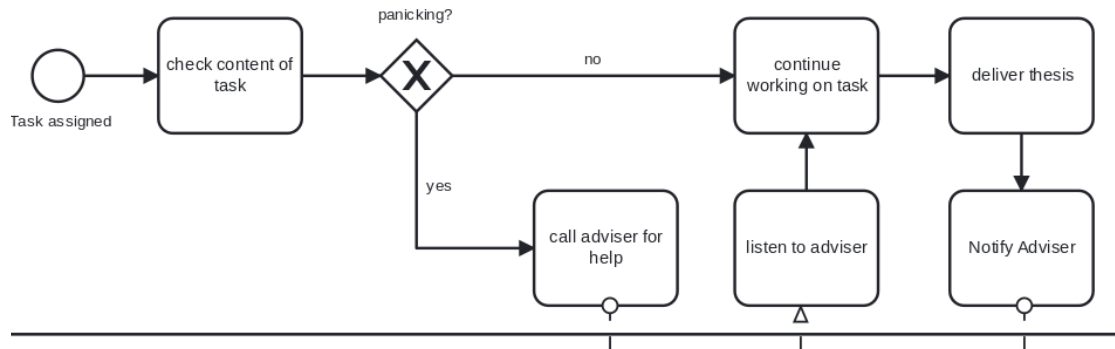 panicking?
check content of
task
no
continue
working on task
deliver thesis
Task assigned
yes
call adviser for
help
listen to adviser
Notify Adviser